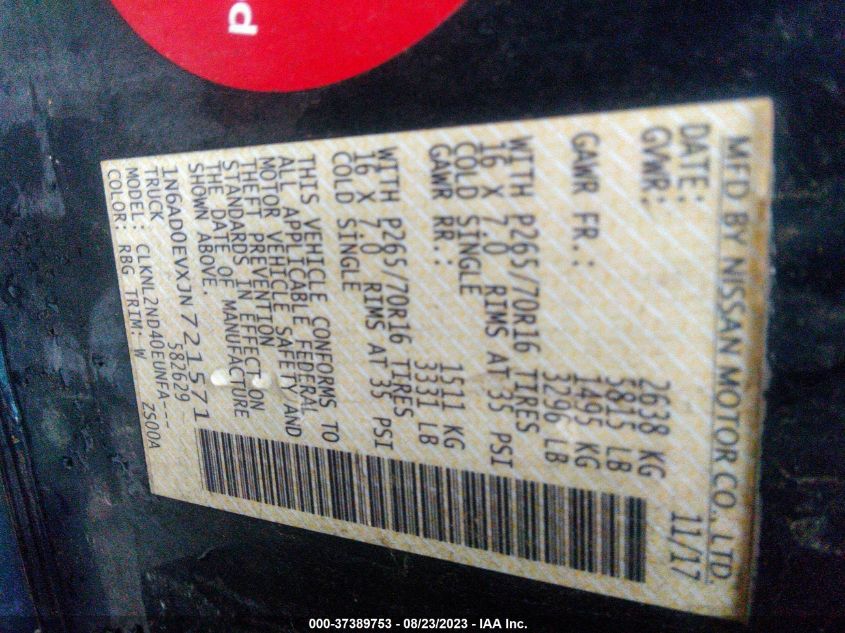 d
MFD BY NISSAN MOTOR CO., LTD.
DATE: 11/17
GVWR: 2638 KG
5815 LB
GAWR FR.: 1495 KG
3296 LB
WITH P265/70R16 TIRES
16 X 7.0 RIMS AT 35 PSI
COLD SINGLE
GAWR RR.: 1511 KG
3331 LB
WITH P265/70R16 TIRES
16 X 7.0 RIMS AT 35 PSI
COLD SINGLE
THIS VEHICLE CONFORMS TO
ALL APPLICABLE FEDERAL
MOTOR VEHICLE SAFETY AND
THEFT PREVENTION
STANDARDS IN EFFECT ON
THE DATE OF MANUFACTURE
SHOWN ABOVE.
1N6AD0EVXJN721571
TRUCK 582629
MODEL: CLKNL2ND40EUNFA---
COLOR: RBG TRIM: W ZS00A
000-37389753 - 08/23/2023 - IAA Inc.